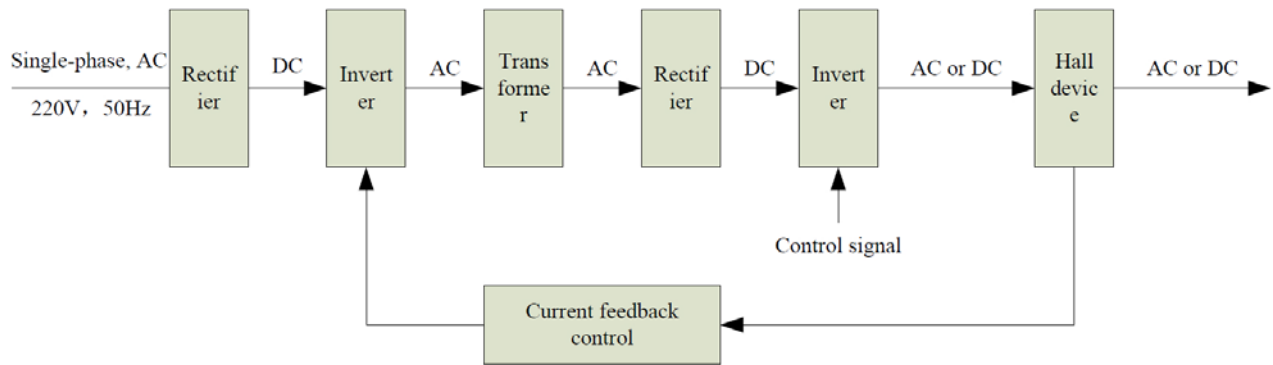 Single-phase, AC
220V，50Hz
Rectif
ier
DC
Invert
er
AC
Trans
forme
r
AC
Rectif
ier
DC
Invert
er
AC or DC
Hall
devic
e
AC or DC
Control signal
Current feedback
control